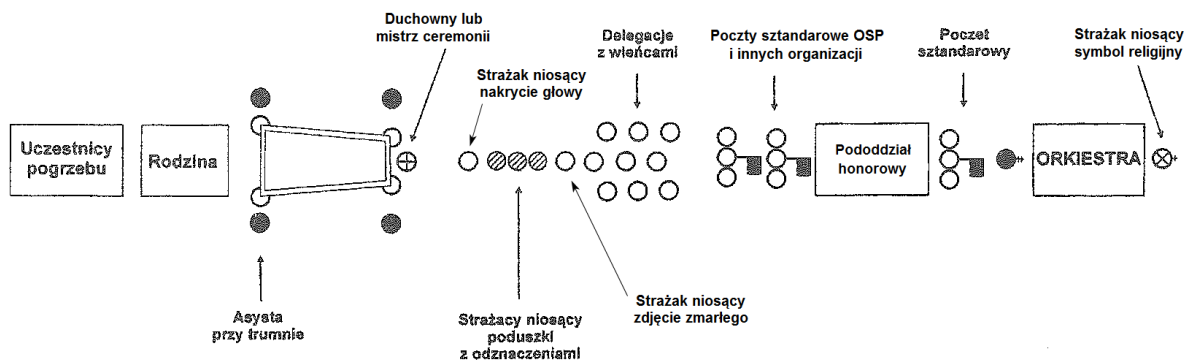 Duchowny lub
mistrz ceremonii
Strażak niosący
nakrycie głowy
Delegacje
z wieńcami
Poczty sztandarowe OSP
i innych organizacji
Poczet
sztandarowy
Strażak niosący
symbol religijny
Uczestnicy
pogrzebu
Rodzina
Pododdział
honorowy
ORKIESTRA
Asysta
przy trumnie
Strażacy niosący
poduszki
z odznaczeniami
Strażak niosący
zdjęcie zmarłego